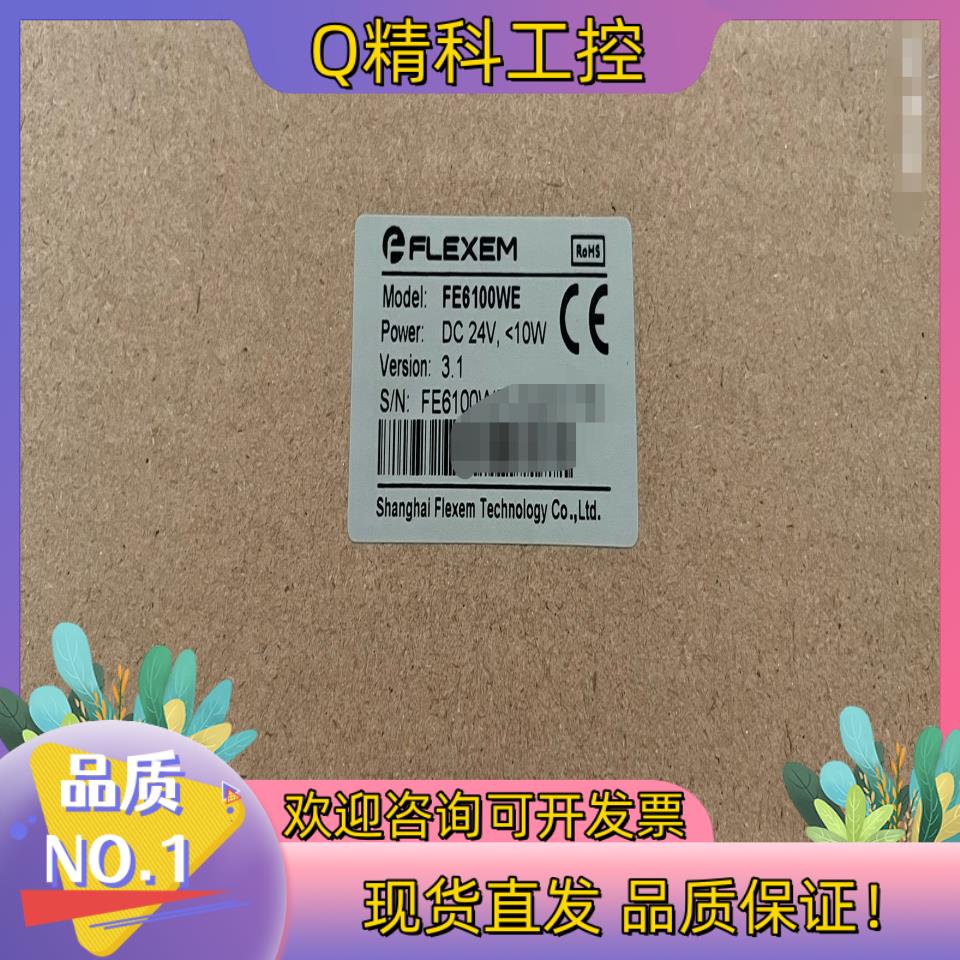 Q精科工控
FLEXEM
RoHS
Model: FE6100WE
Power: DC 24V, <10W
CE
Version: 3.1
S/N: FE6100W
Shanghai Flexem Technology Co.,Ltd.
品质
NO.1
欢迎咨询可开发票
现货直发 品质保证！